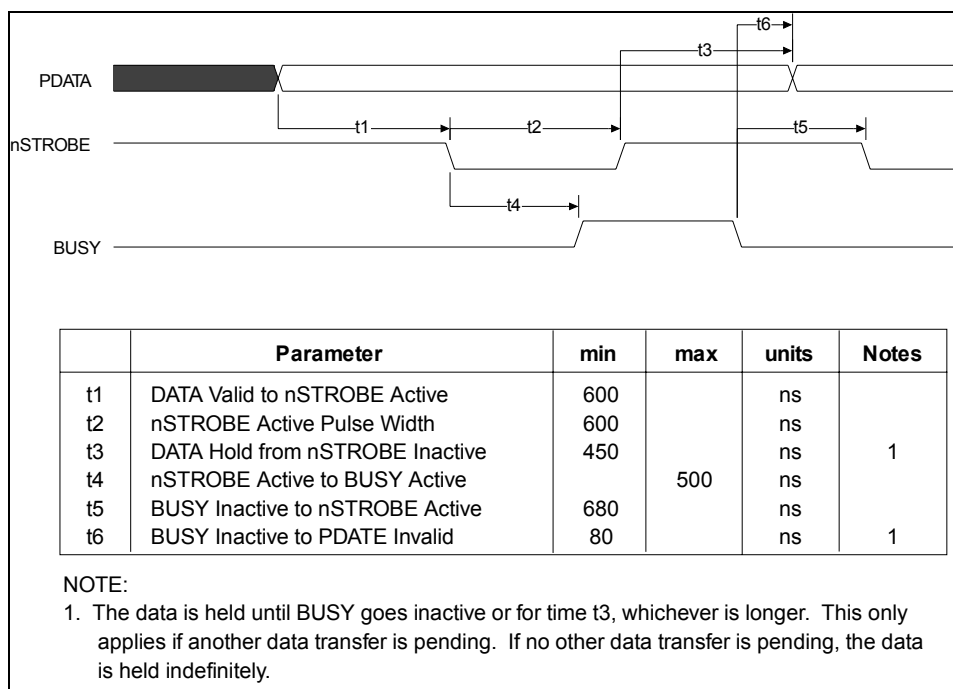 t6
t3
PDATA
t1
t2
t5
nSTROBE
t4
BUSY
Parameter min max units Notes
t1 DATA Valid to nSTROBE Active 600 ns
t2 nSTROBE Active Pulse Width 600 ns
t3 DATA Hold from nSTROBE Inactive 450 ns 1
t4 nSTROBE Active to BUSY Active 500 ns
t5 BUSY Inactive to nSTROBE Active 680 ns
t6 BUSY Inactive to PDATE Invalid 80 ns 1
NOTE:
1. The data is held until BUSY goes inactive or for time t3, whichever is longer. This only
applies if another data transfer is pending. If no other data transfer is pending, the data
is held indefinitely.